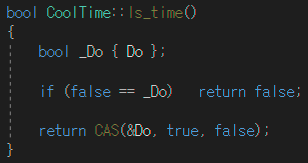 bool CoolTime::Is_time()
{
bool _Do { Do };
if (false == _Do) return false;
return CAS(&Do, true, false);
}